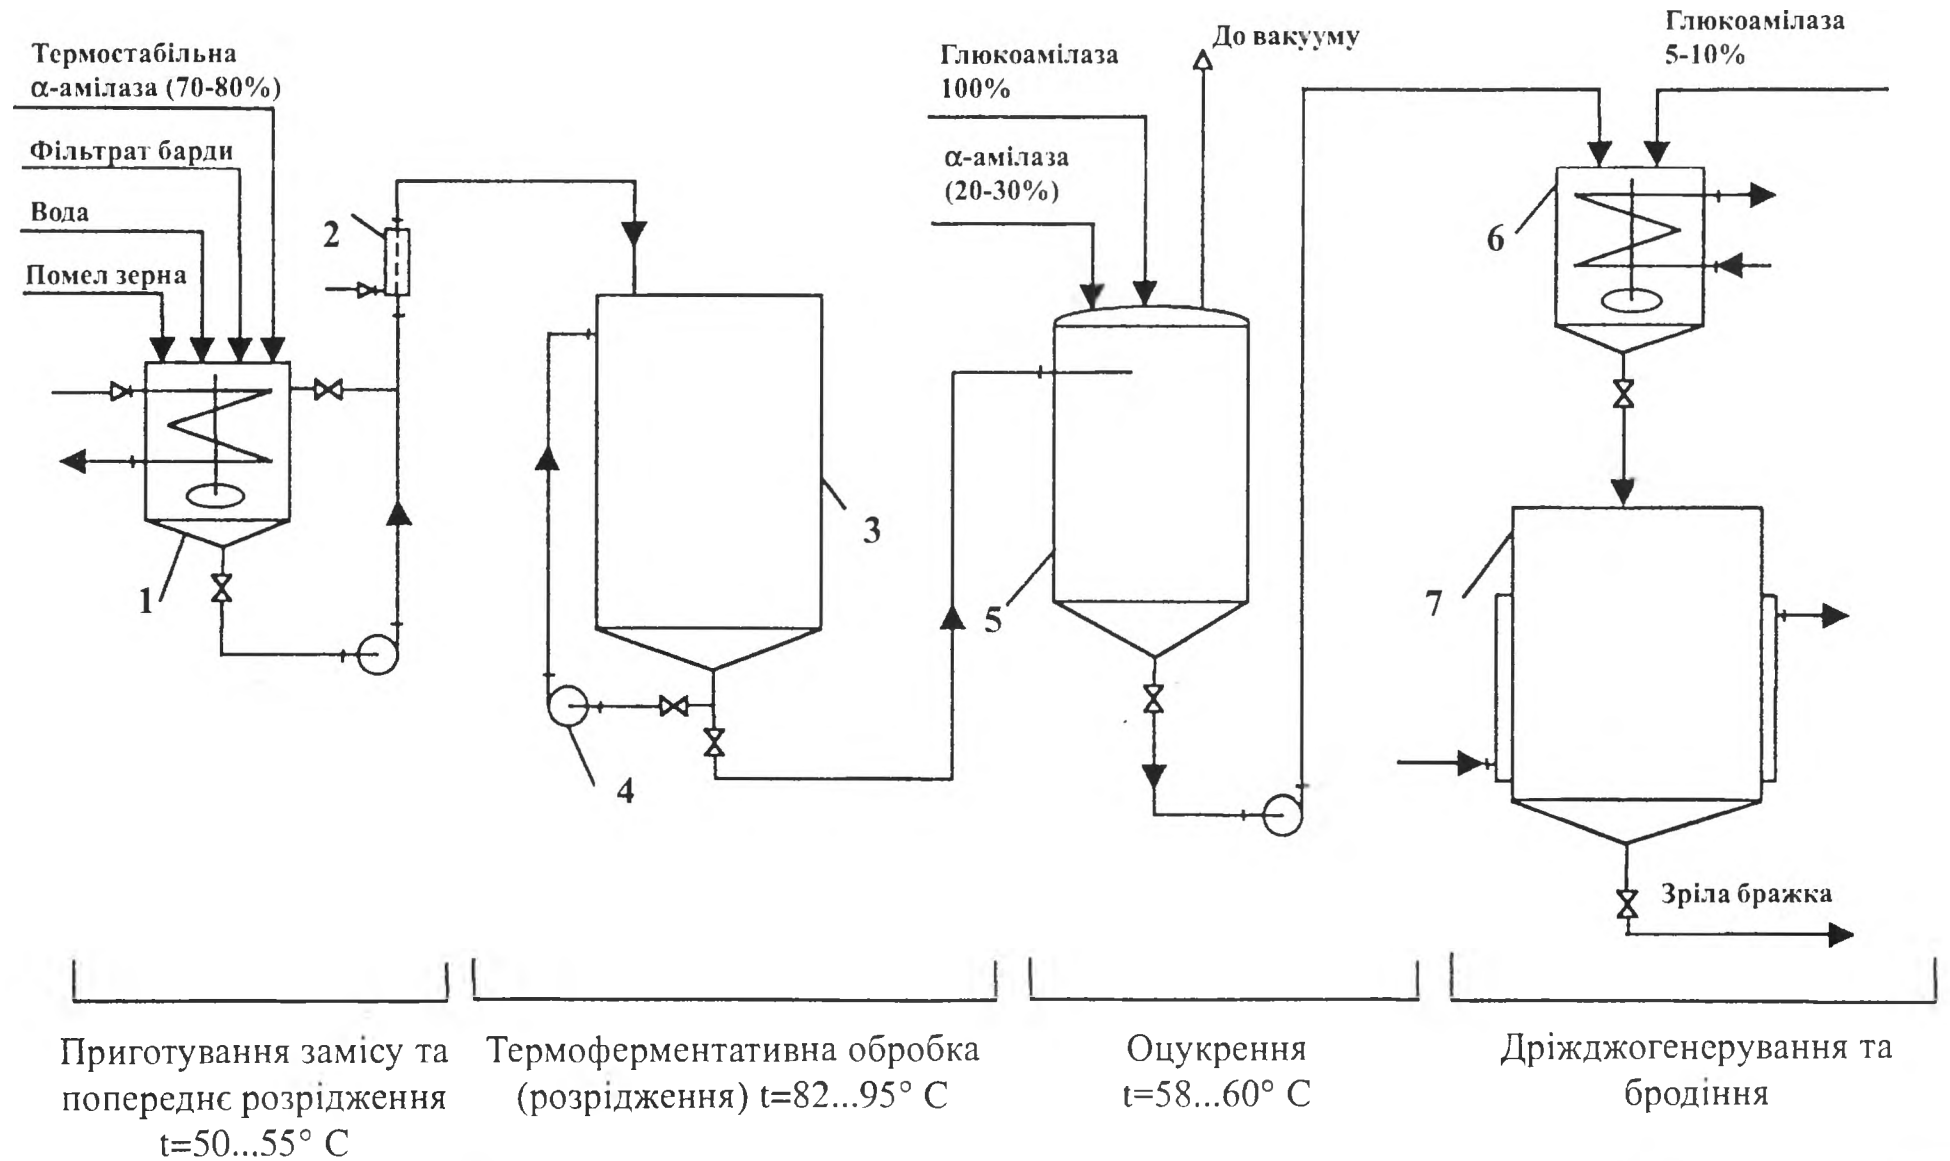 Термостабільна
α-амілаза (70-80%)
Фільтрат барди
Вода
Помел зерна
2
1
3
4
Глюкоамілаза
100%
α-амілаза
(20-30%)
До вакууму
5
Глюкоамілаза
5-10%
6
7
Зріла бражка
Приготування замісу та
попереднє розрідження
t=50...55° С
Термоферментативна обробка
(розрідження) t=82...95° С
Оцукрення
t=58...60° С
Дріжджогенерування та
бродіння